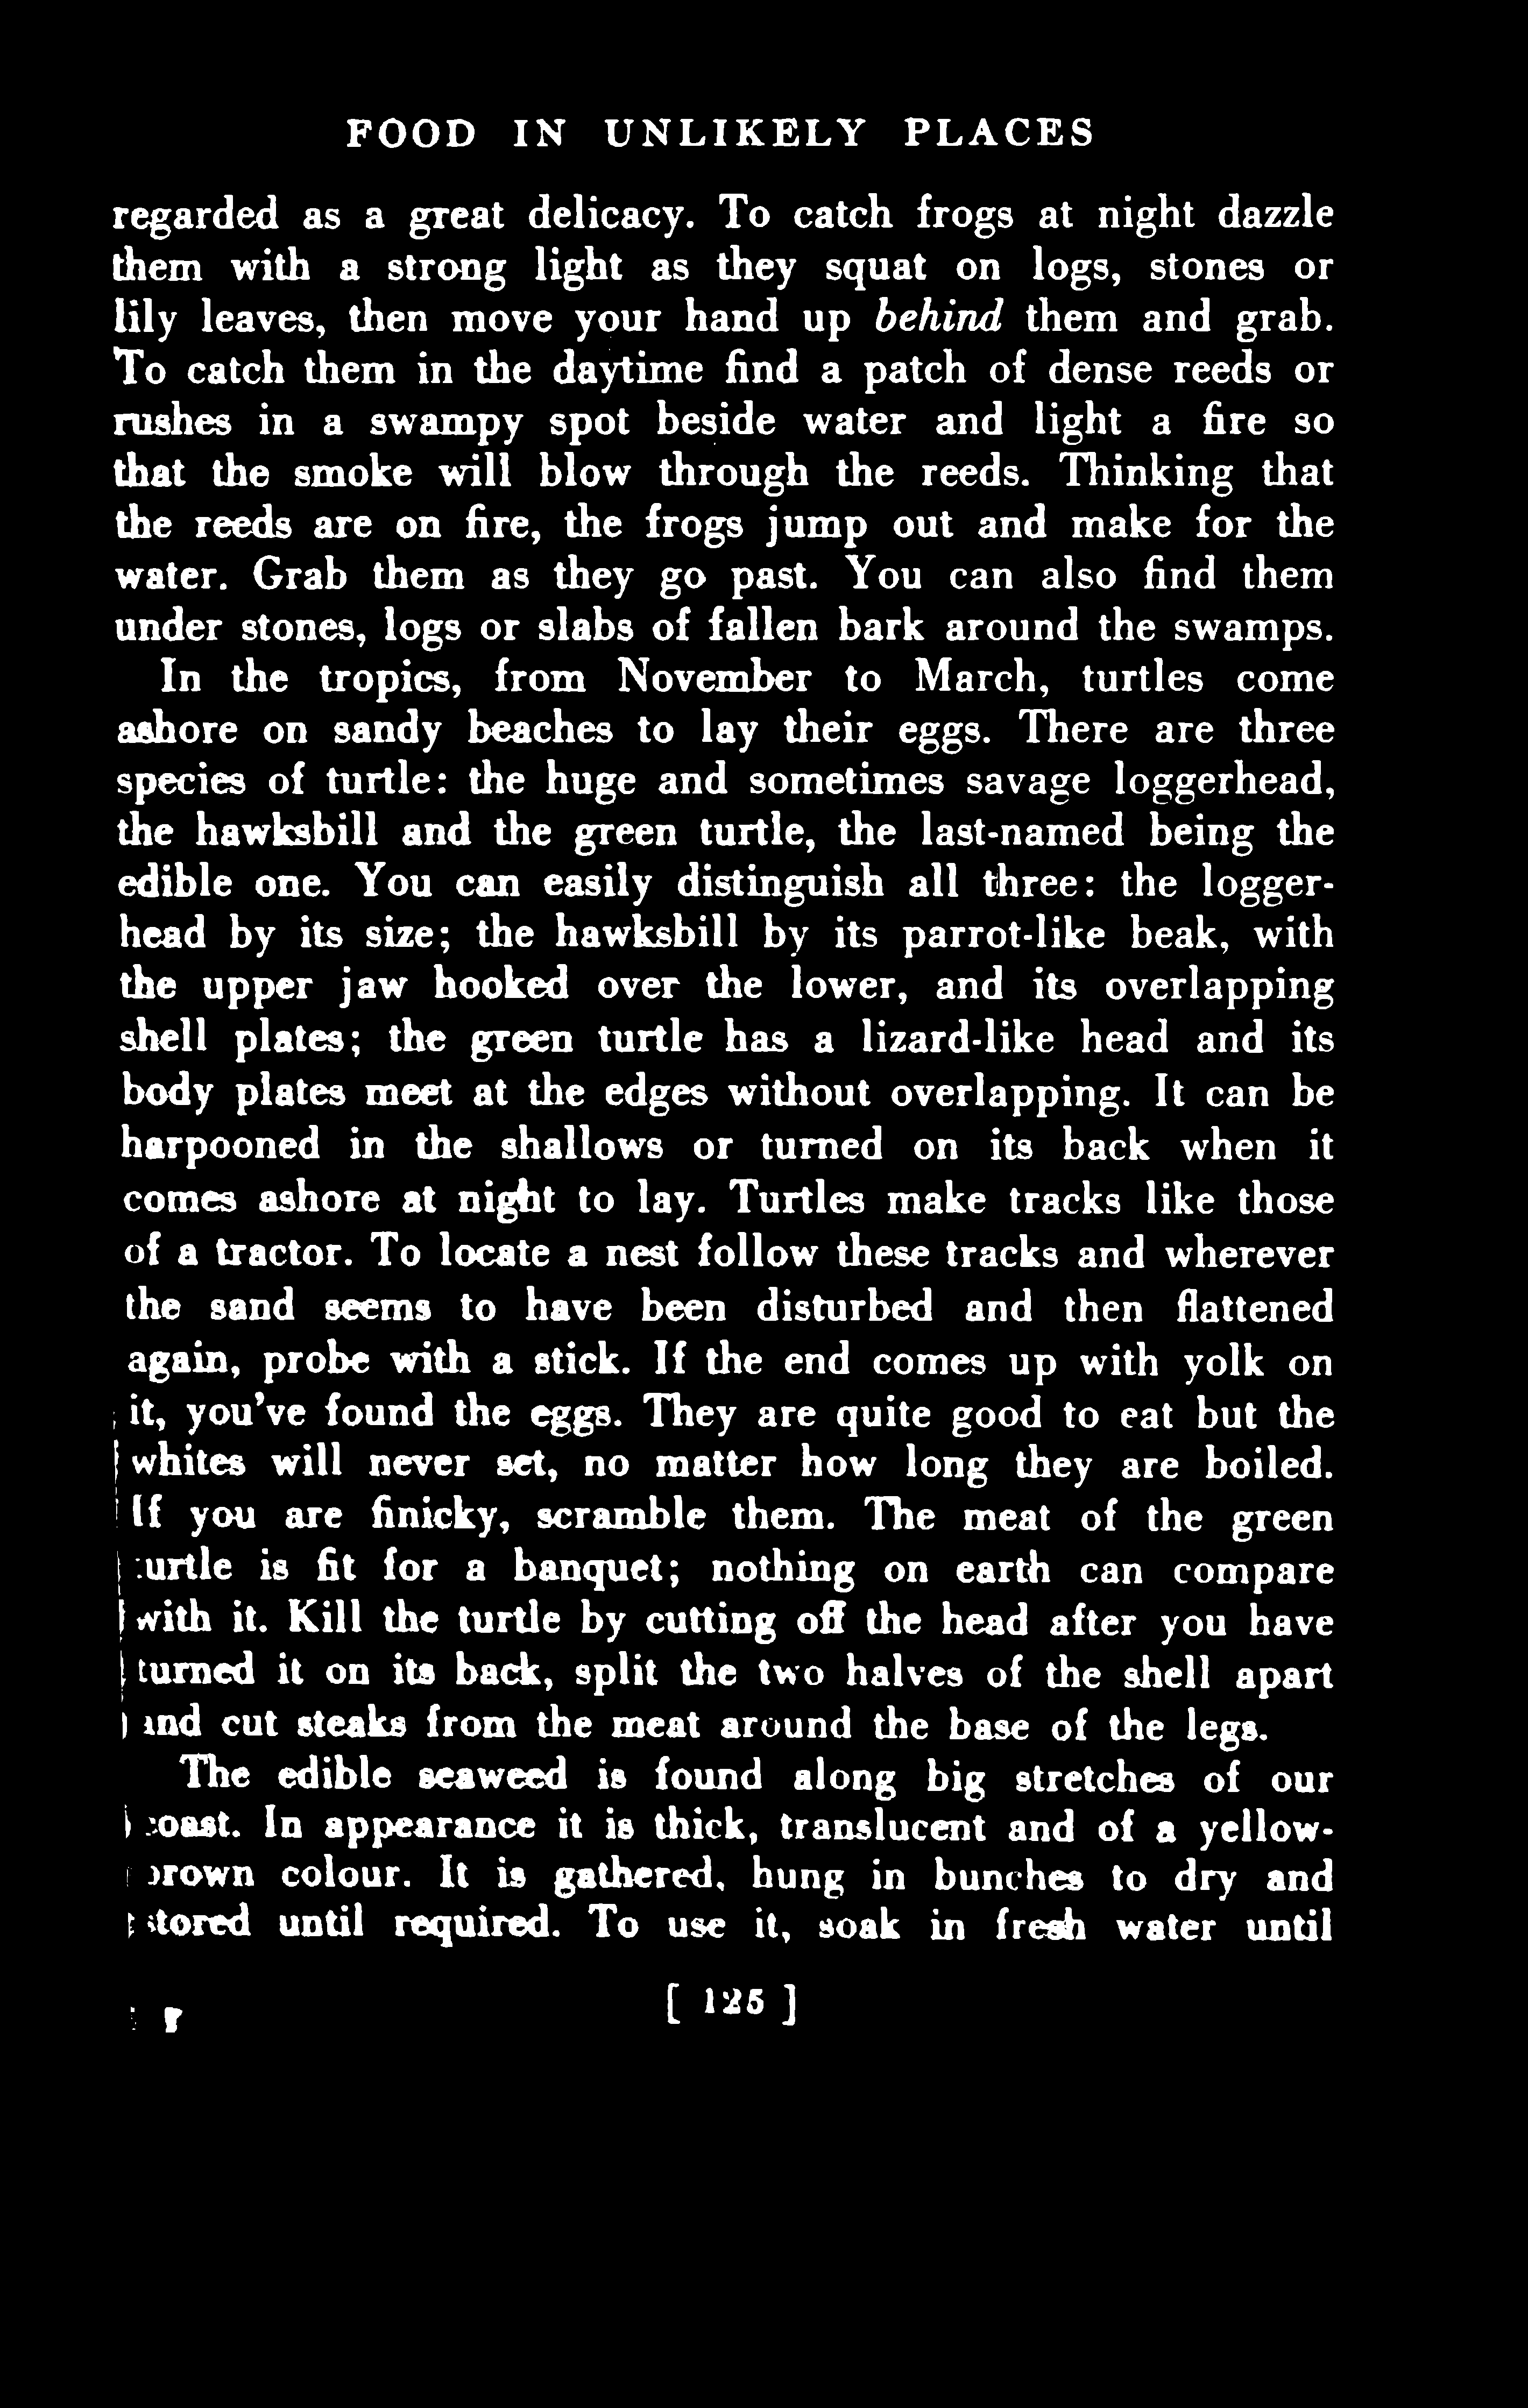 FOOD IN UNLIKELY PLACES
regarded as a great delicacy. To catch frogs at night dazzle
them with a strong light as they squat on logs, stones or
lily leaves, then move your hand up behind them and grab.
To catch them in the daytime find a patch of dense reeds or
rushes in a swampy spot beside water and light a fire so
that the smoke will blow through the reeds. Thinking that
the reeds are on fire, the frogs jump out and make for the
water. Grab them as they go past. You can also find them
under stones, logs or slabs of fallen bark around the swamps.
In the tropics, from November to March, turtles come
ashore on sandy beaches to lay their eggs. There are three
species of turtle: the huge and sometimes savage loggerhead,
the hawksbill and the green turtle, the last-named being the
edible one. You can easily distinguish all three: the logger-
head by its size; the hawksbill by its parrot-like beak, with
the upper jaw hooked over the lower, and its overlapping
shell plates; the green turtle has a lizard-like head and its
body plates meet at the edges without overlapping. It can be
harpooned in the shallows or turned on its back when it
comes ashore at night to lay. Turtles make tracks like those
of a tractor. To locate a nest follow these tracks and wherever
the sand seems to have been disturbed and then flattened
again, probe with a stick. If the end comes up with yolk on
it, you've found the eggs. They are quite good to eat but the
whites will never set, no matter how long they are boiled.
If you are finicky, scramble them. The meat of the green
turtle is fit for a banquet; nothing on earth can compare
with it. Kill the turtle by cutting off the head after you have
turned it on its back, split the two halves of the shell apart
and cut steaks from the meat around the base of the legs.
The edible seaweed is found along big stretches of our
coast. In appearance it is thick, translucent and of a yellow-
brown colour. It is gathered, hung in bunches to dry and
stored until required. To use it, soak in fresh water until
[ 125 ]